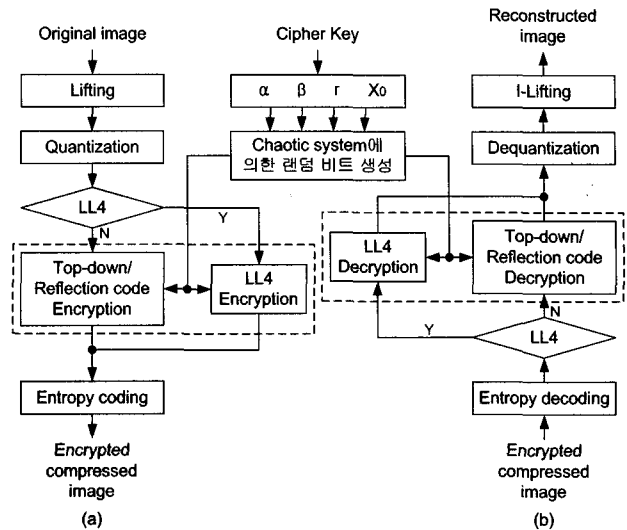 Original image
Lifting
Quantization
LL4
Y
N
Top-down/
Reflection code
Encryption
LL4
Encryption
Entropy coding
Encrypted
compressed
image
(a)
Cipher Key
α β r X0
Chaotic system에
의한 랜덤 비트 생성
Reconstructed
image
I-Lifting
Dequantization
LL4
Decryption
Top-down/
Reflection code
Decryption
Y
N
LL4
Entropy decoding
Encrypted
compressed
image
(b)